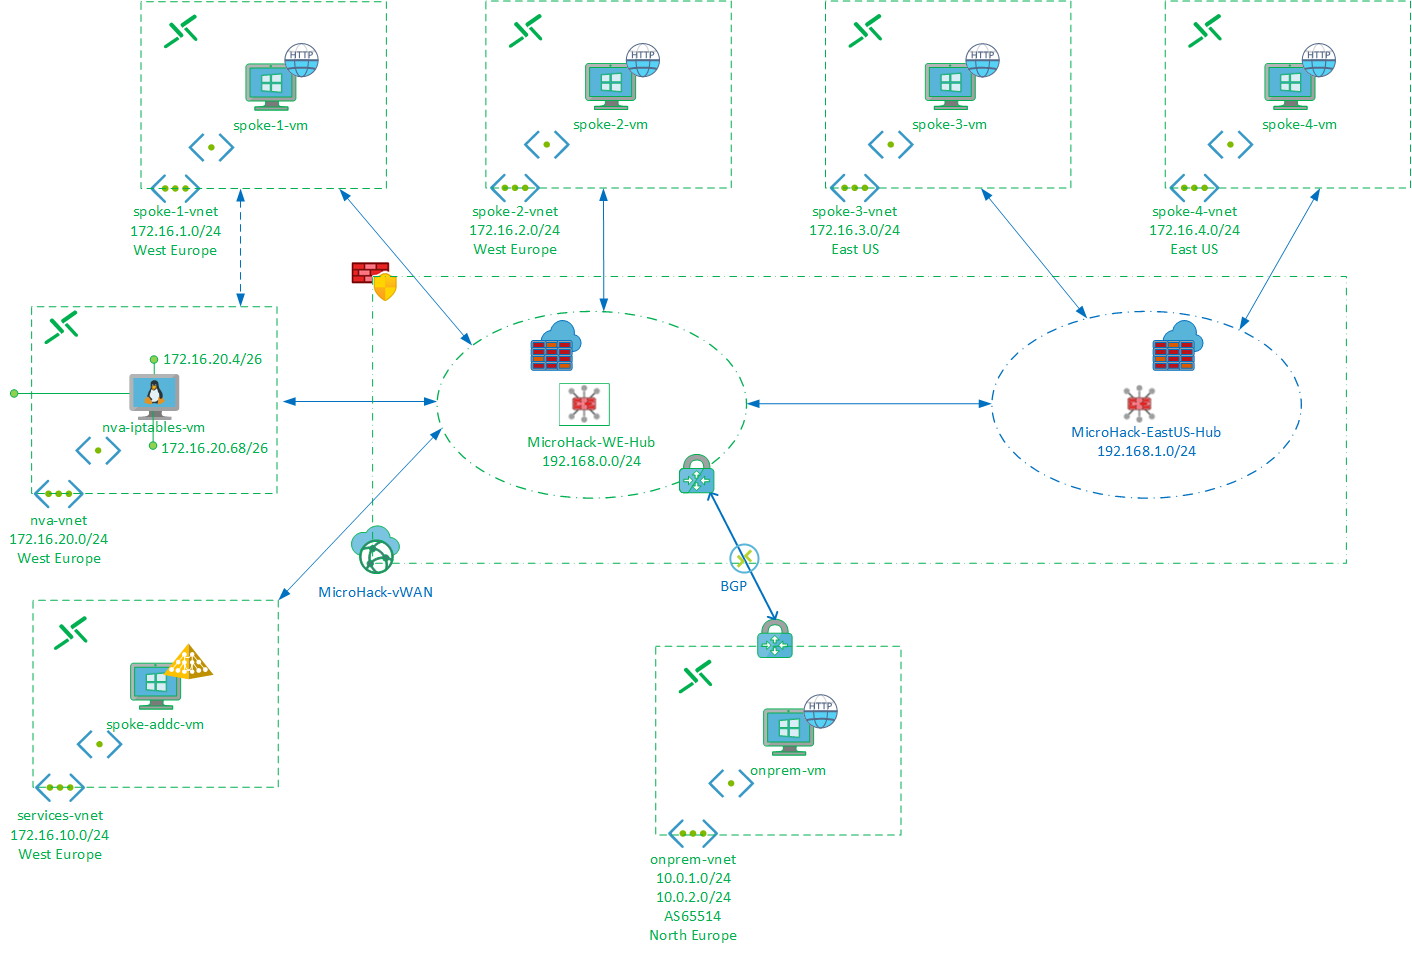 HTTP
spoke-1-vm
spoke-1-vnet
172.16.1.0/24
West Europe
HTTP
spoke-2-vm
spoke-2-vnet
172.16.2.0/24
West Europe
HTTP
spoke-3-vm
spoke-3-vnet
172.16.3.0/24
East US
HTTP
spoke-4-vm
spoke-4-vnet
172.16.4.0/24
East US
172.16.20.4/26
nva-iptables-vm
172.16.20.68/26
nva-vnet
172.16.20.0/24
West Europe
MicroHack-WE-Hub
192.168.0.0/24
MicroHack-EastUS-Hub
192.168.1.0/24
BGP
MicroHack-vWAN
spoke-addc-vm
services-vnet
172.16.10.0/24
West Europe
HTTP
onprem-vm
onprem-vnet
10.0.1.0/24
10.0.2.0/24
AS65514
North Europe